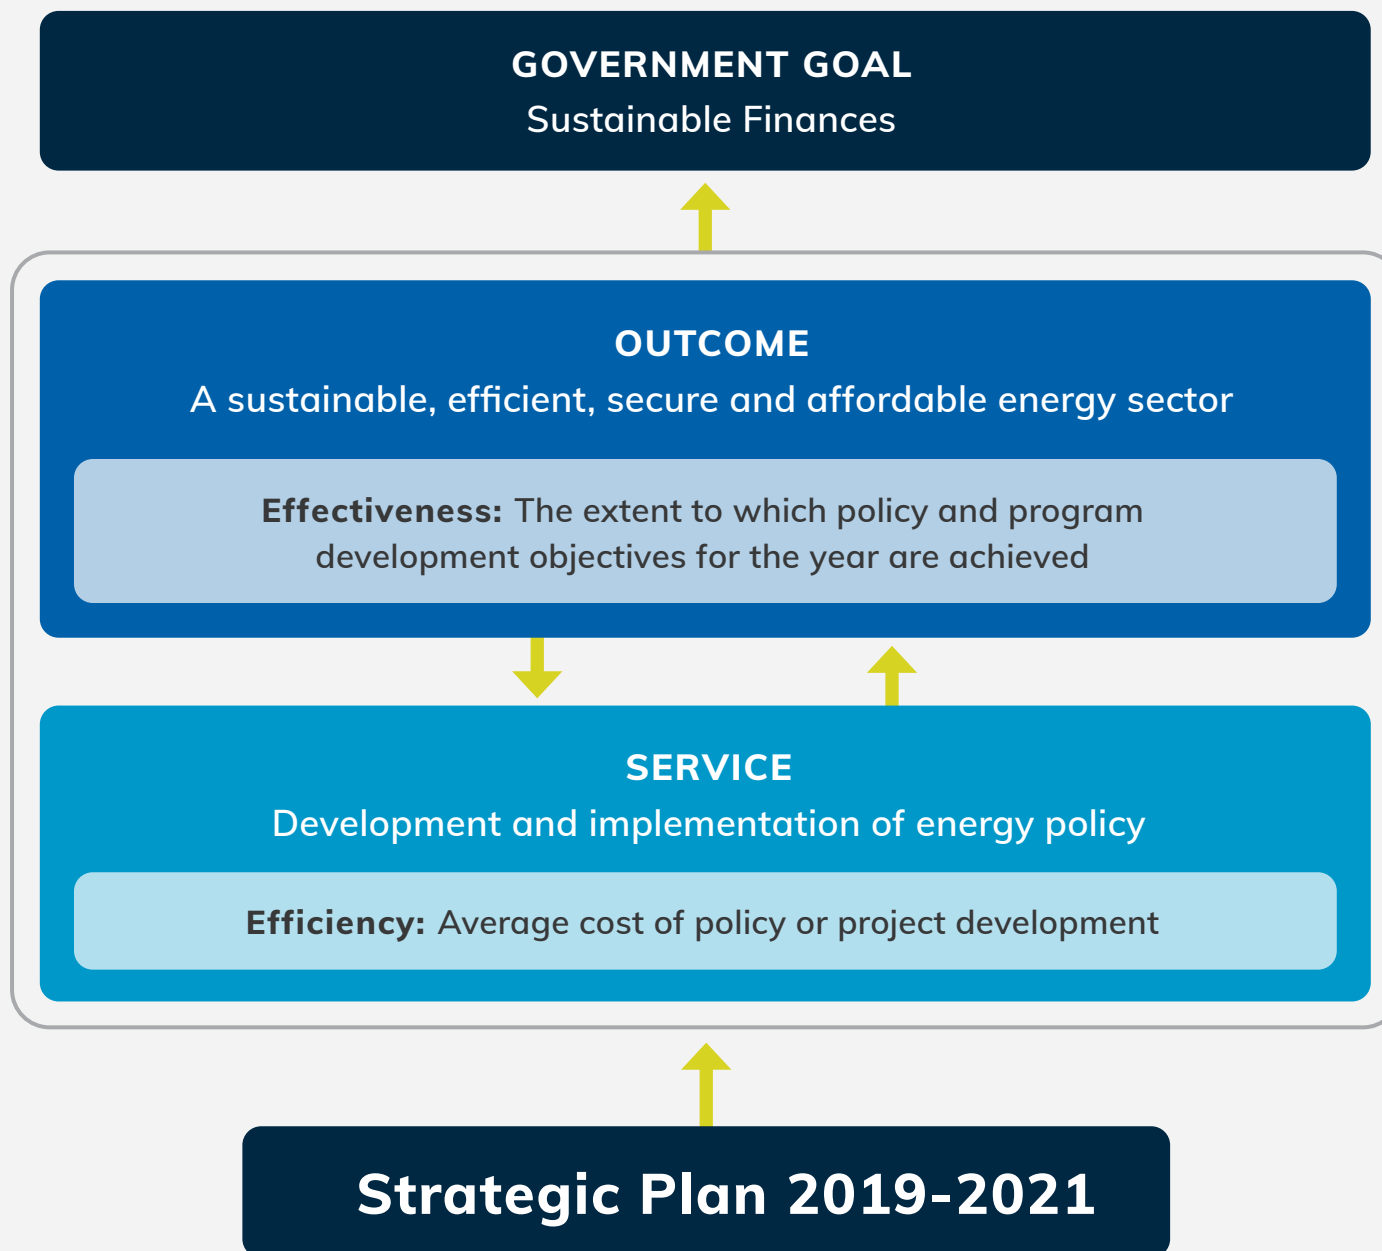 GOVERNMENT GOAL
Sustainable Finances
OUTCOME
A sustainable, efficient, secure and affordable energy sector
Effectiveness: The extent to which policy and program
development objectives for the year are achieved
SERVICE
Development and implementation of energy policy
Efficiency: Average cost of policy or project development
Strategic Plan 2019-2021